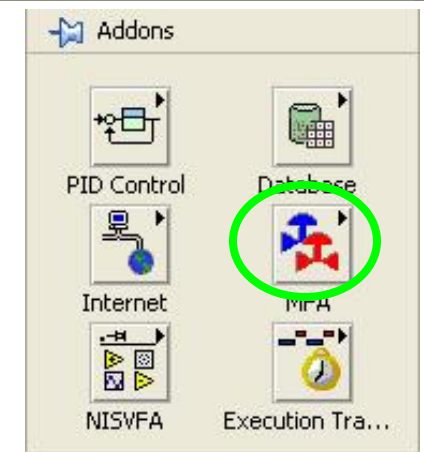 Addons
PID Control
Database
Internet
MPA
NISVFA
Execution Tra...